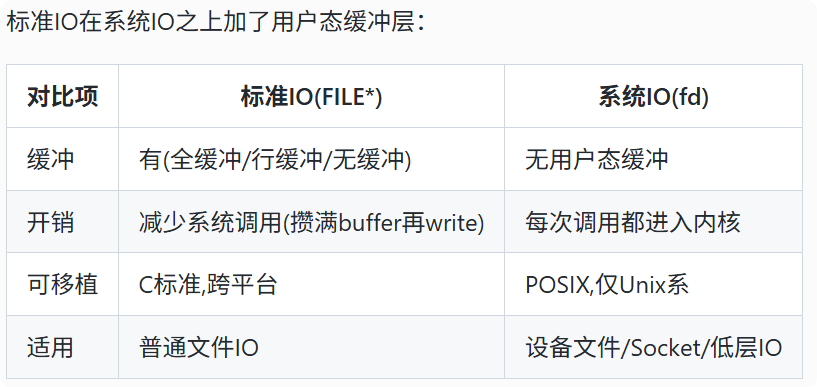 标准IO在系统IO之上加了用户态缓冲层：
对比项 标准IO(FILE*) 系统IO(fd)
缓冲 有(全缓冲/行缓冲/无缓冲) 无用户态缓冲
开销 减少系统调用(攒满buffer再write) 每次调用都进入内核
可移植 C标准,跨平台 POSIX,仅Unix系
适用 普通文件IO 设备文件/Socket/低层IO